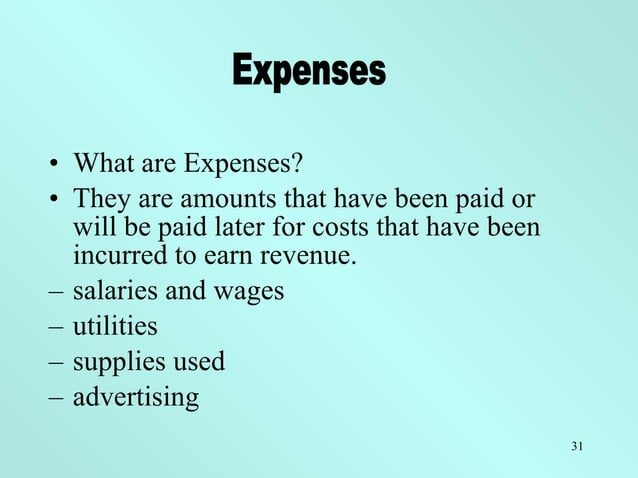 Expenses
• What are Expenses?
• They are amounts that have been paid or
will be paid later for costs that have been
incurred to earn revenue.
– salaries and wages
– utilities
– supplies used
– advertising
31